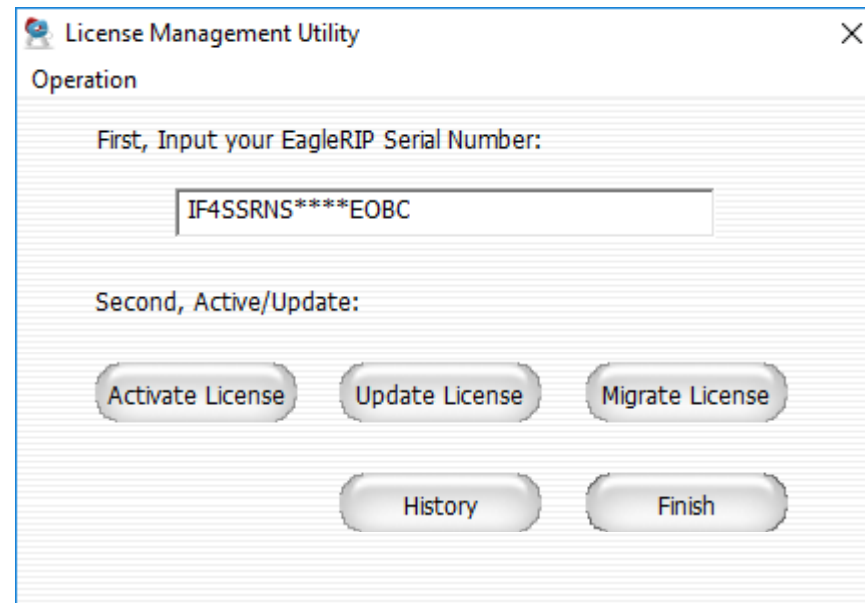 License Management Utility
Operation
First, Input your EagleRIP Serial Number:
IF4SSRNS****EOBC
Second, Active/Update:
Activate License Update License Migrate License
History Finish